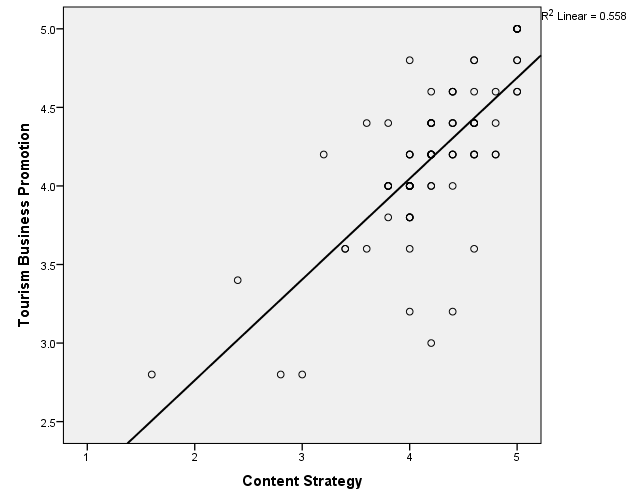 R2 Linear = 0.558
5.0
4.5
4.0
3.5
3.0
2.5
Tourism Business Promotion
1 2 3 4 5
Content Strategy